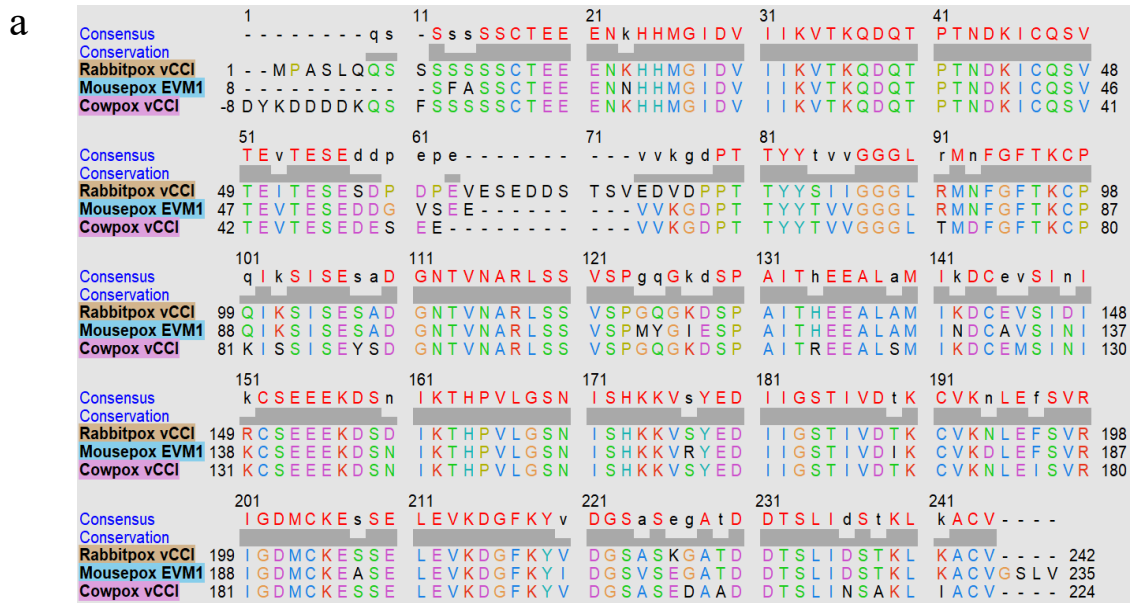 a
1 11 21 31 41
Consensus - - - - - - - - q s - S s s S S C T E E E N k H H M G I D V I I K V T K Q D Q T P T N D K I C Q S V
Conservation
Rabbitpox vCCI 1 - - M P A S L Q Q S S S S S S S C T E E E N K H H M G I D V I I K V T K Q D Q T P T N D K I C Q S V 48
Mousepox EVM1 8 - - - - - - - - - - - S F A S S C T E E E N N H M G I D V I I K V T K Q D Q T P T N D K I C Q S V 46
Cowpox vCCI -8 D Y K D D D D K Q S F S S S S S C T E E E N K H H M G I D V I I K V T K Q D Q T P T N D K I C Q S V 41
51 61 71 81 91
Consensus T E v T E S E d d p e p e - - - - - - - - - - v v k g d P T T Y Y t v v G G G L r M n F G F T K C P
Conservation
Rabbitpox vCCI 49 T E I T E S E S D P D P E V E S E D D S T S V E D V D P P T T Y Y S I I G G G L R M N F G F T K C P 98
Mousepox EVM1 47 T E V T E S E D D G V S E E - - - - - - - - - V V K G D P T T Y Y T V V G G G L R M N F G F T K C P 87
Cowpox vCCI 42 T E V T E S E D E S E E - - - - - - - - - - - V V K G D P T T Y Y T V V G G G L T M D F G F T K C P 80
101 111 121 131 141
Consensus q I k S I S E s a D G N T V N A R L S S V S P g q G k d S P A I T h E E A L a M I k D C e v S I n I
Conservation
Rabbitpox vCCI 99 Q I K S I S E S A D G N T V N A R L S S V S P G Q G K D S P A I T H E E A L A M I K D C E V S I D I 148
Mousepox EVM1 88 Q I K S I S E S A D G N T V N A R L S S V S P M Y G I E S P A I T H E E A L A M I N D C A V S I N I 137
Cowpox vCCI 81 K I S S I S E Y S D G N T V N A R L S S V S P G Q G K D S P A I T R E E A L S M I K D C E M S I N I 130
151 161 171 181 191
Consensus k C S E E E K D S n I K T H P V L G S N I S H K K V s Y E D I I G S T I V D t K C V K n L E f S V R
Conservation
Rabbitpox vCCI 149 R C S E E E K D S D I K T H P V L G S N I S H K K V S Y E D I I G S T I V D T K C V K N L E F S V R 198
Mousepox EVM1 138 K C S E E E K D S N I K T H P V L G S N I S H K K V R Y E D I I G S T I V D I K C V K D L E F S V R 187
Cowpox vCCI 131 K C S E E E K D S N I K T H P V L G S N I S H K K V S Y E D I I G S T I V D T K C V K N L E I S V R 180
201 211 221 231 241
Consensus I G D M C K E s S E L E V K D G F K Y v D G S a S e g A t D D T S L I d S t K L k A C V - - - -
Conservation
Rabbitpox vCCI 199 I G D M C K E S S E L E V K D G F K Y V D G S A S K G A T D D T S L I D S T K L K A C V - - - - 242
Mousepox EVM1 188 I G D M C K E A S E L E V K D G F K Y I D G S V S E G A T D D T S L I D S T K L K A C V G S L V 235
Cowpox vCCI 181 I G D M C K E S S E L E V K D G F K Y V D G S A S E D A A D D T S L I N S A K L K A C V - - - - 224